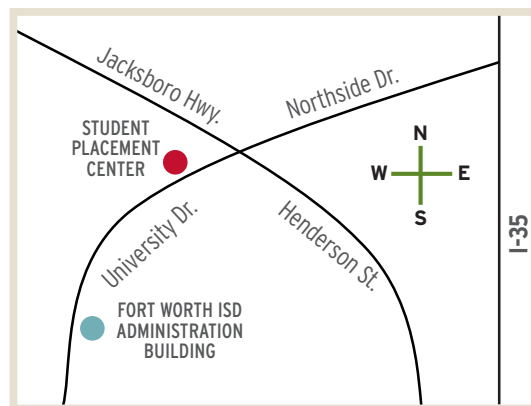 Jacksboro Hwy.
Northside Dr.
STUDENT
PLACEMENT
CENTER
N
W
E
S
University Dr.
Henderson St.
I-35
FORT WORTH ISD
ADMINISTRATION
BUILDING